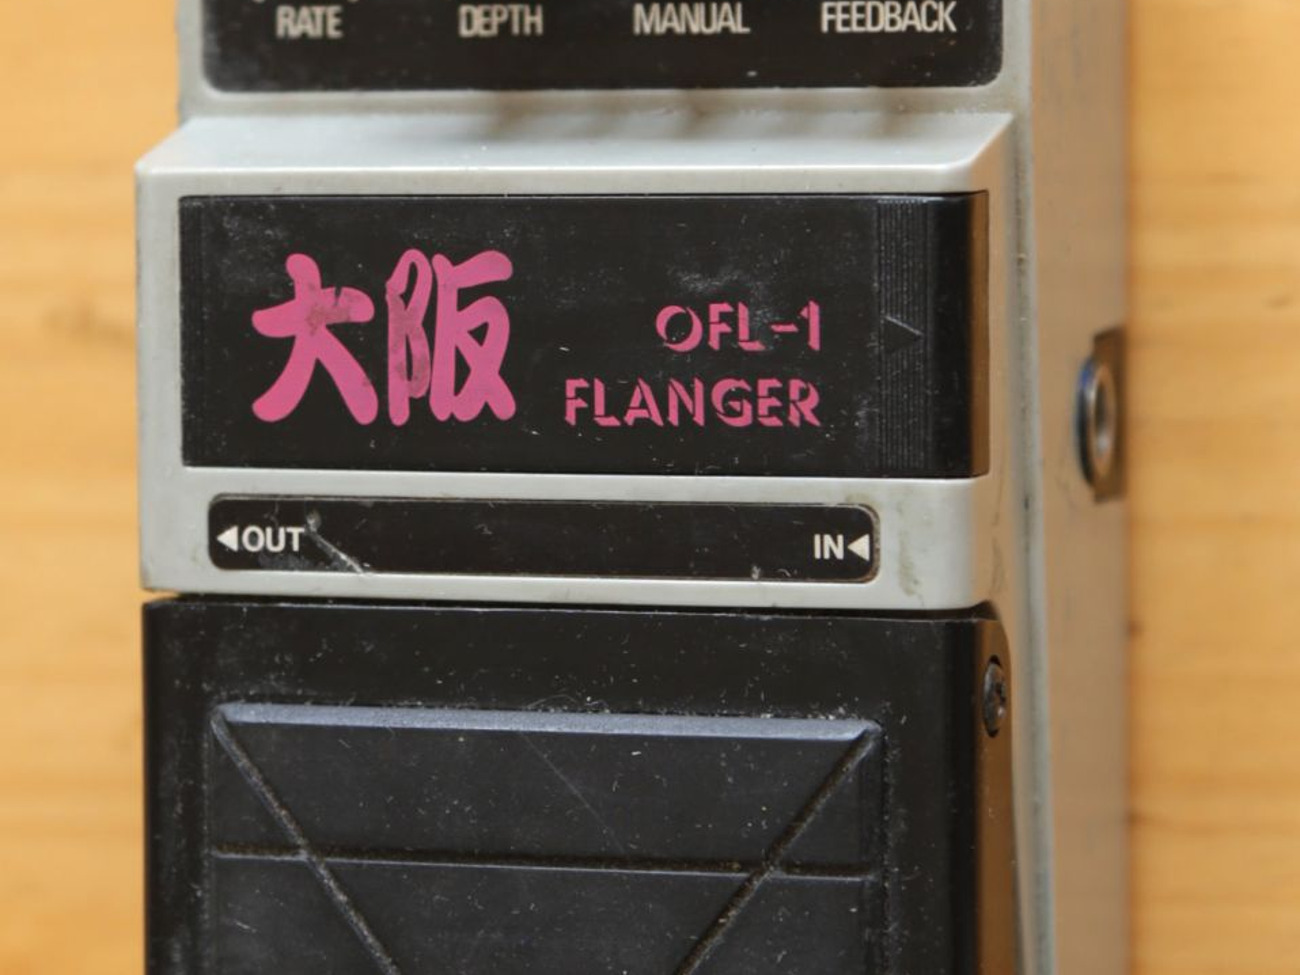 RATE DEPTH MANUAL FEEDBACK
大阪
OFL-1
FLANGER
OUT IN